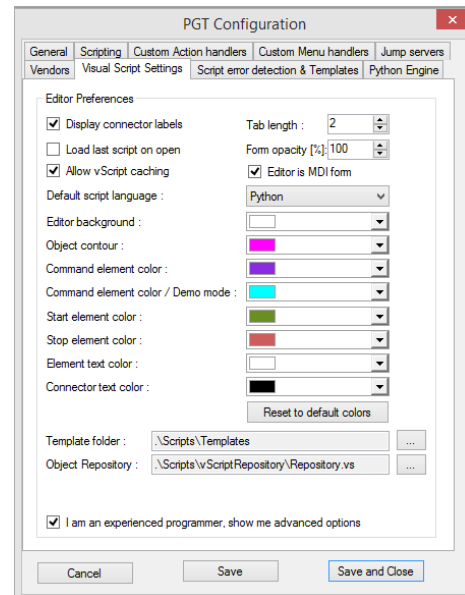 PGT Configuration
General Scripting Custom Action handlers Custom Menu handlers Jump servers
Vendors Visual Script Settings Script error detection & Templates Python Engine
Editor Preferences
Display connector labels Tab length : 2
Load last script on open Form opacity [%]: 100
Allow vScript caching Editor is MDI form
Default script language : Python
Editor background :
Object contour :
Command element color :
Command element color / Demo mode :
Start element color :
Stop element color :
Element text color :
Connector text color :
Reset to default colors
Template folder : .\Scripts\Templates ...
Object Repository : .\Scripts\vScriptRepository\Repository.vs ...
I am an experienced programmer, show me advanced options
Cancel Save Save and Close